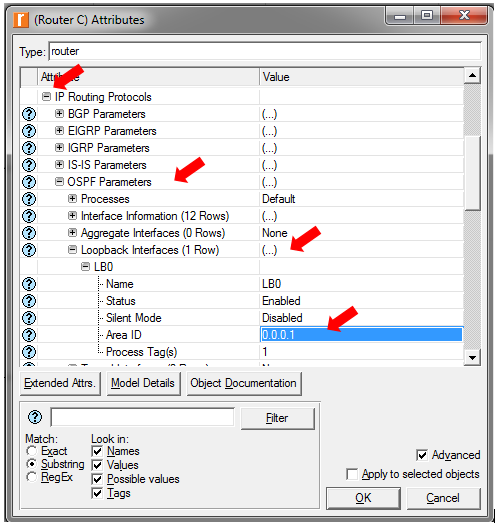 (Router C) Attributes
Type: router
Attribute Value
IP Routing Protocols
BGP Parameters (...)
EIGRP Parameters (...)
IGRP Parameters (...)
IS-IS Parameters (...)
OSPF Parameters (...)
Processes Default
Interface Information (12 Rows) (...)
Aggregate Interfaces (0 Rows) None
Loopback Interfaces (1 Row) (...)
LB0
Name LB0
Status Enabled
Silent Mode Disabled
Area ID 0.0.0.1
Process Tag(s) 1
Extended Attrs. Model Details Object Documentation
Filter
Match: Look in:
Exact Names
Substring Values
RegEx Possible values
Tags
Advanced
Apply to selected objects
OK Cancel